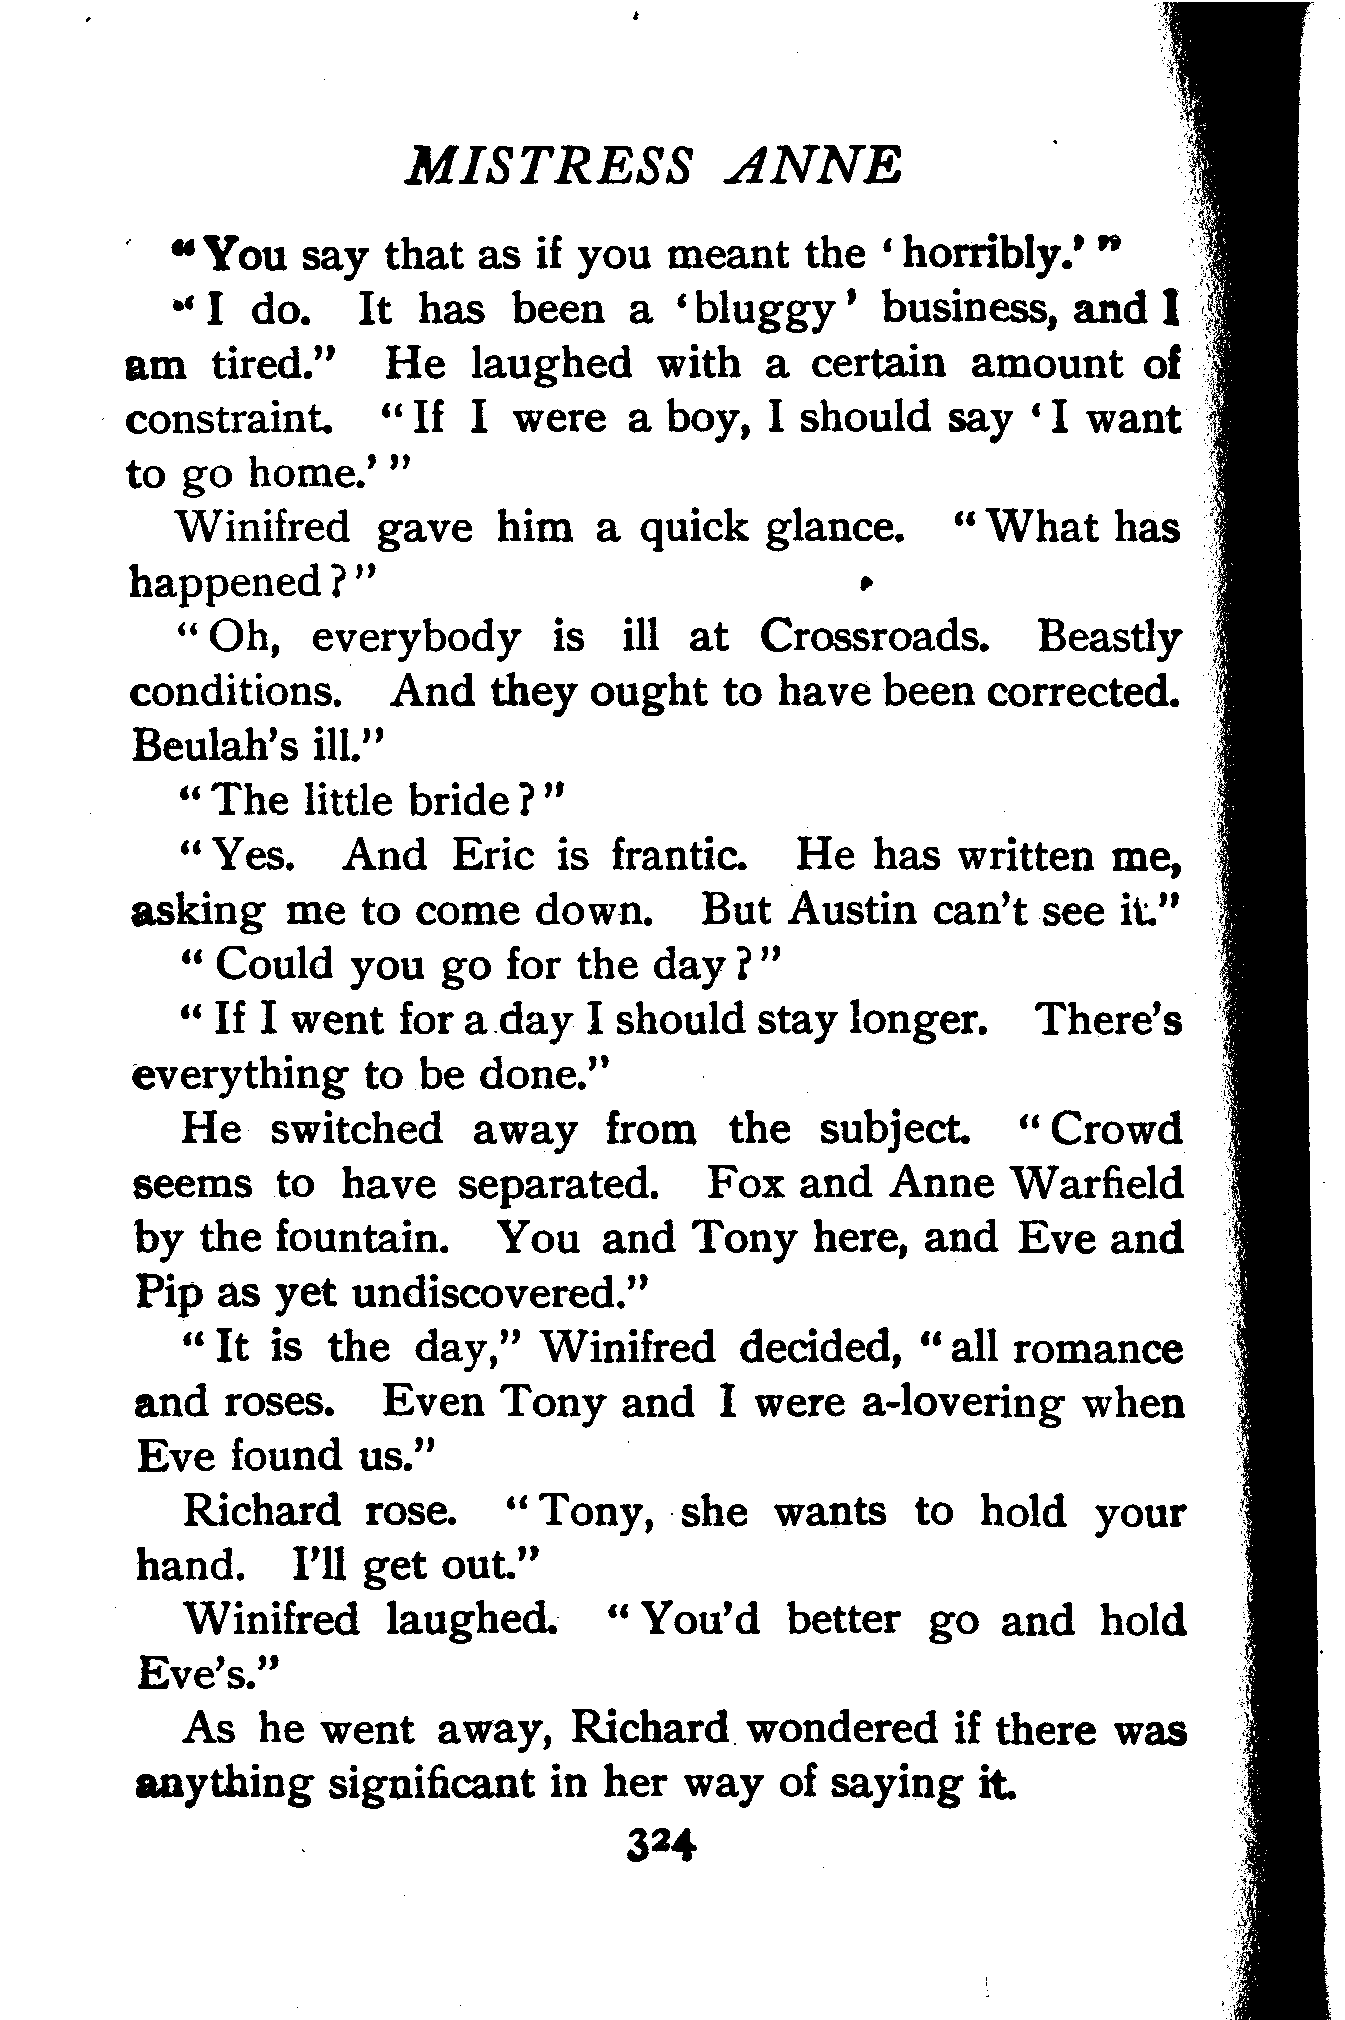 MISTRESS ANNE
"You say that as if you meant the 'horribly.'"
"I do. It has been a 'bluggy' business, and I
am tired." He laughed with a certain amount of
constraint. "If I were a boy, I should say 'I want
to go home.'"
Winifred gave him a quick glance. "What has
happened?"
"Oh, everybody is ill at Crossroads. Beastly
conditions. And they ought to have been corrected.
Beulah's ill."
"The little bride?"
"Yes. And Eric is frantic. He has written me,
asking me to come down. But Austin can't see it."
"Could you go for the day?"
"If I went for a day I should stay longer. There's
everything to be done."
He switched away from the subject. "Crowd
seems to have separated. Fox and Anne Warfield
by the fountain. You and Tony here, and Eve and
Pip as yet undiscovered."
"It is the day," Winifred decided, "all romance
and roses. Even Tony and I were a-lovering when
Eve found us."
Richard rose. "Tony, she wants to hold your
hand. I'll get out."
Winifred laughed. "You'd better go and hold
Eve's."
As he went away, Richard wondered if there was
anything significant in her way of saying it.
324